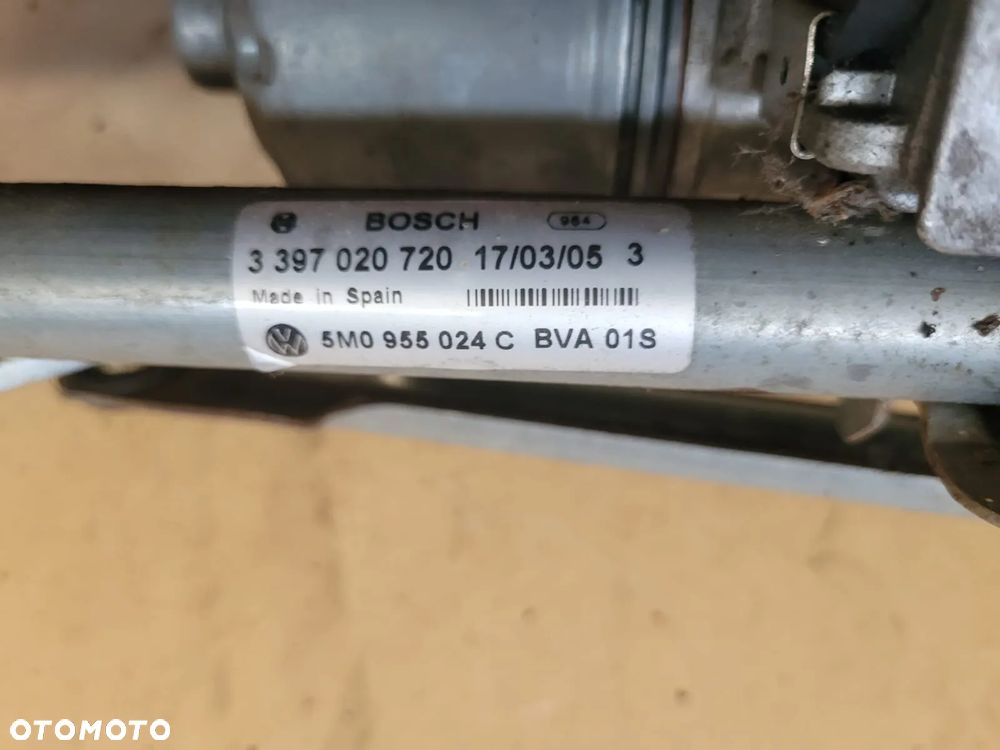 BOSCH 964
3 397 020 720 17/03/05 3
Made in Spain
5M0 955 024 C BVA 01S
OTOMOTO